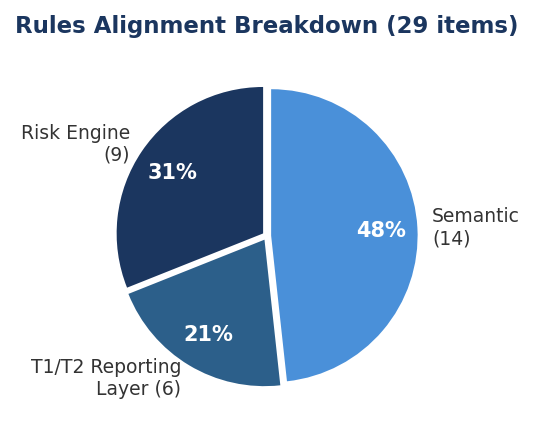 Rules Alignment Breakdown (29 items)
Risk Engine
(9)
31%
48%
Semantic
(14)
21%
T1/T2 Reporting
Layer (6)